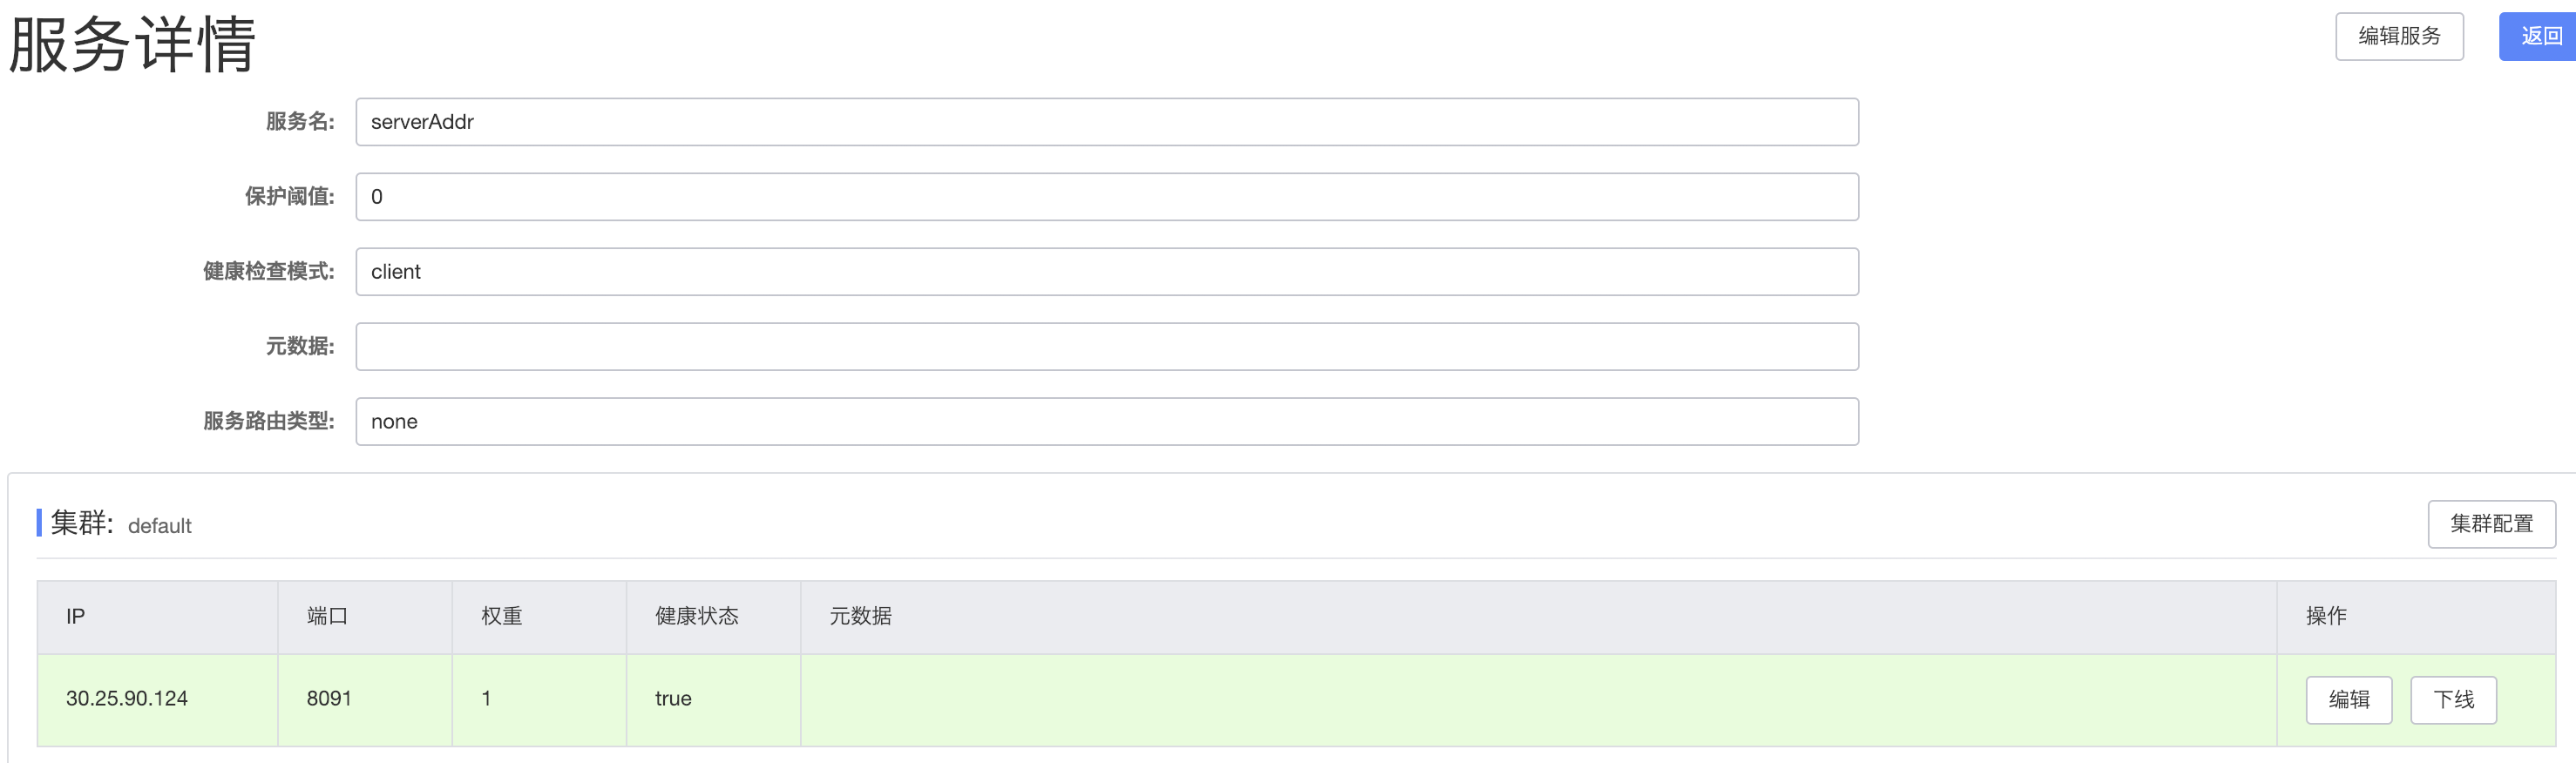 服务详情
编辑服务
返回
服务名: serverAddr
保护阈值: 0
健康检查模式: client
元数据:
服务路由类型: none
集群: default
集群配置
IP 端口 权重 健康状态 元数据 操作
30.25.90.124 8091 1 true 编辑 下线